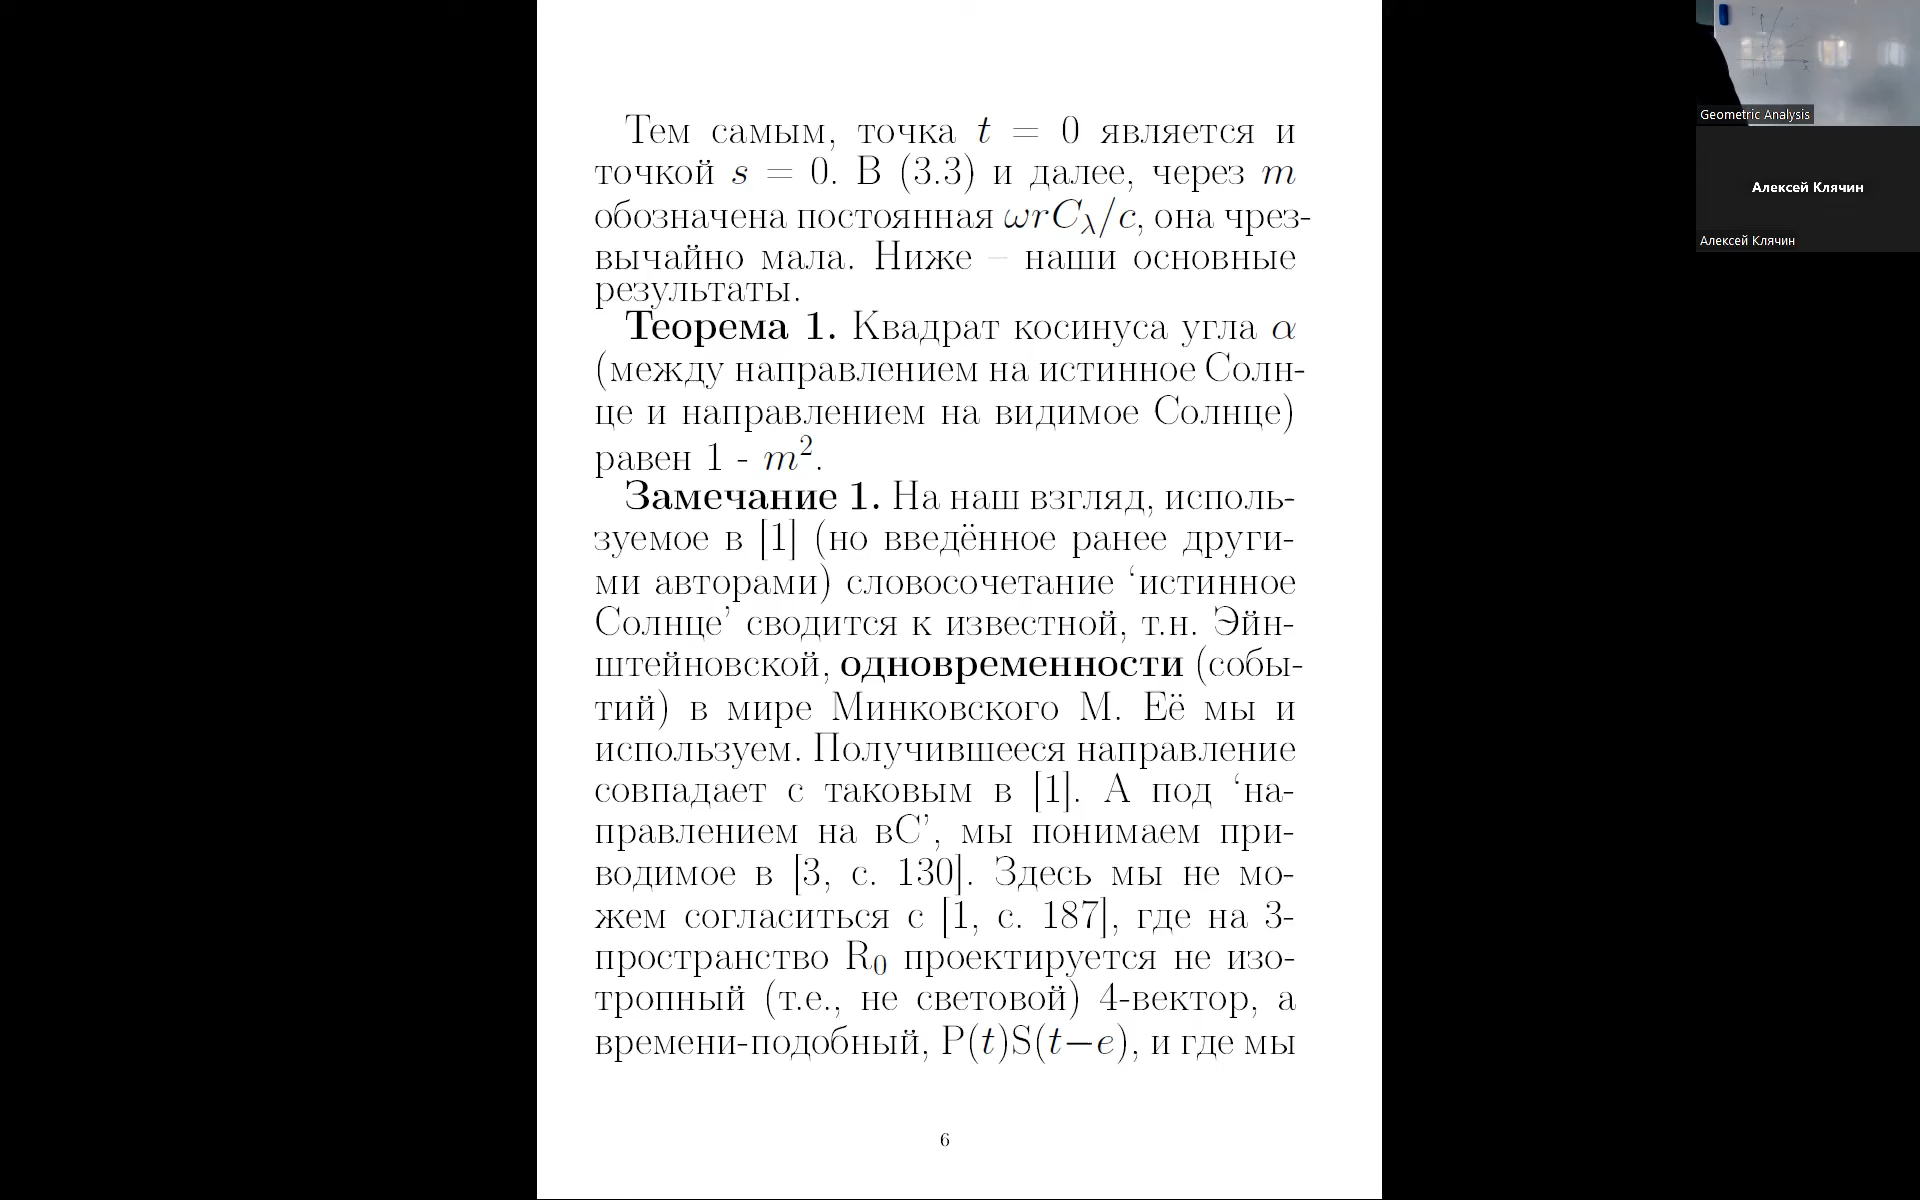 Тем самым, точка t = 0 является и
точкой s = 0. В (3.3) и далее, через m
обозначена постоянная ωrC_λ/c, она чрез-
вычайно мала. Ниже – наши основные
результаты.
Теорема 1. Квадрат косинуса угла α
(между направлением на истинное Солн-
це и направлением на видимое Солнце)
равен 1 - m².
Замечание 1. На наш взгляд, исполь-
зуемое в [1] (но введённое ранее други-
ми авторами) словосочетание ‘истинное
Солнце’ сводится к известной, т.н. Эйн-
штейновской, одновременности (собы-
тий) в мире Минковского М. Её мы и
используем. Получившееся направление
совпадает с таковым в [1]. А под ‘на-
правлением на вС’, мы понимаем при-
водимое в [3, с. 130]. Здесь мы не мо-
жем согласиться с [1, с. 187], где на 3-
пространство R₀ проектируется не изо-
тропный (т.е., не световой) 4-вектор, а
времени-подобный, P(t)S(t−e), и где мы
6
Geometric Analysis
Алексей Клячин
Алексей Клячин